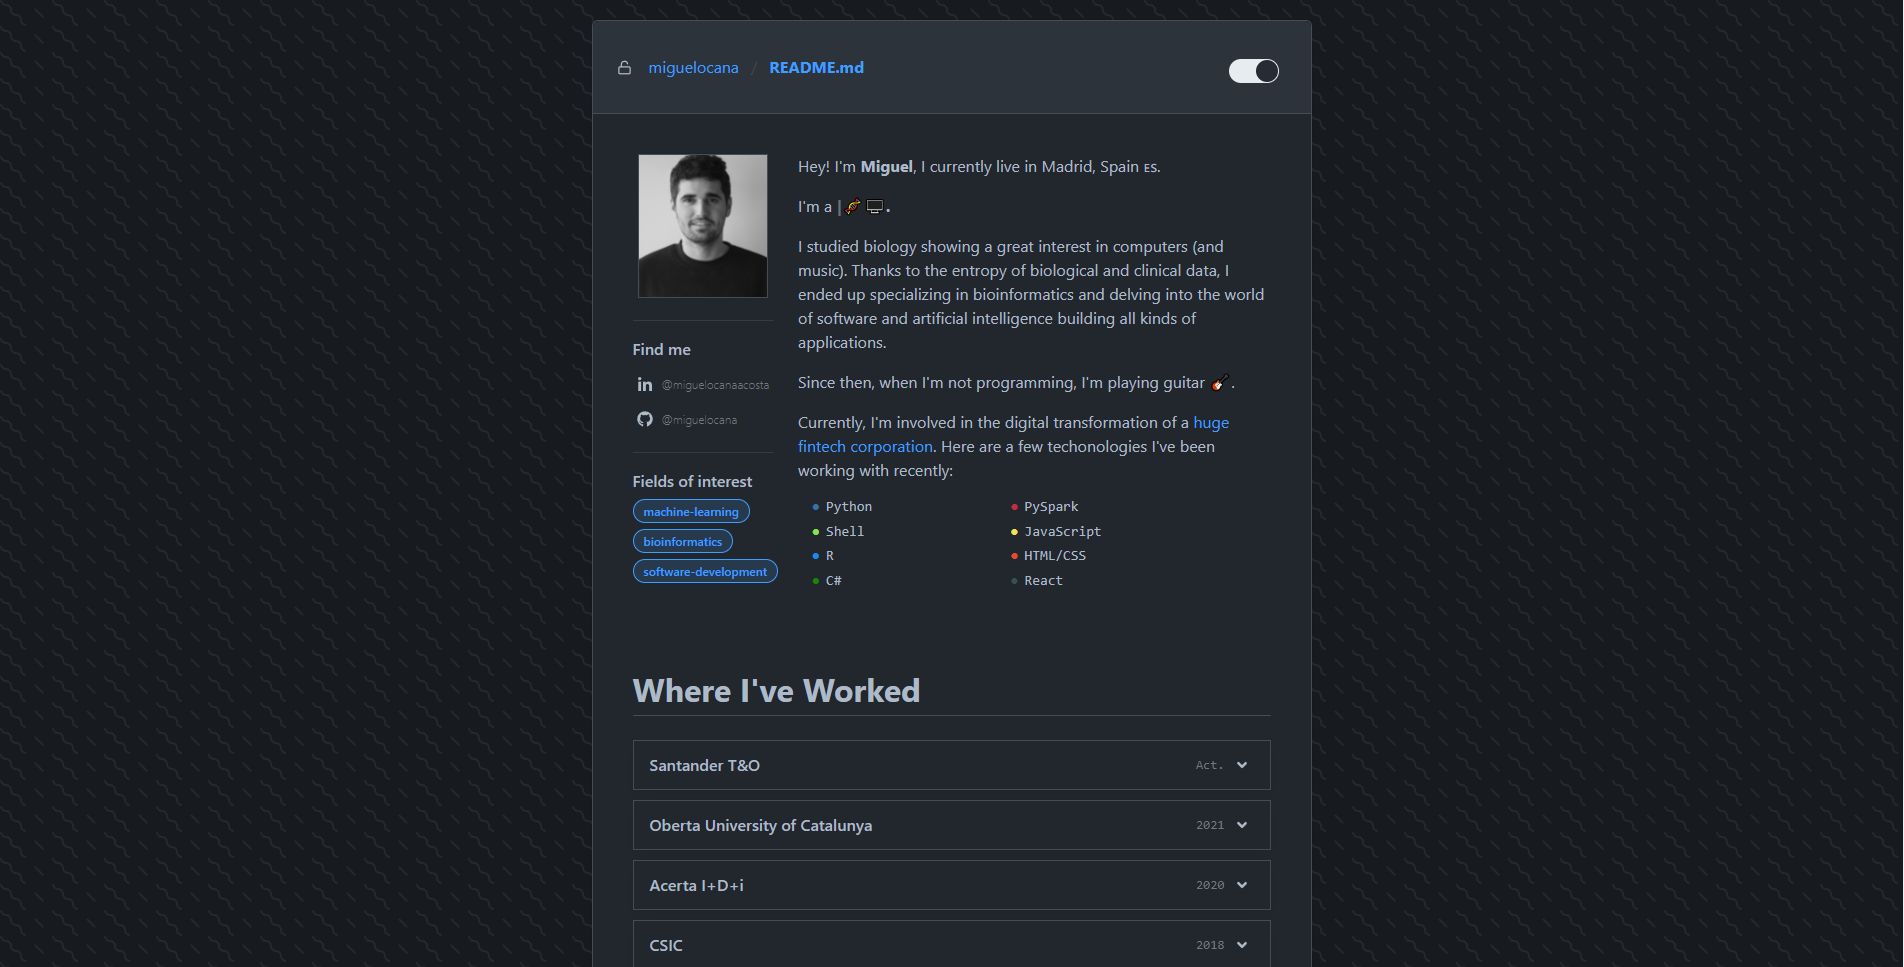 miguelocana / README.md
Hey! I'm Miguel, I currently live in Madrid, Spain ᴇs.
I'm a |🧬🖥️.
I studied biology showing a great interest in computers (and
music). Thanks to the entropy of biological and clinical data, I
ended up specializing in bioinformatics and delving into the world
of software and artificial intelligence building all kinds of
applications.
Since then, when I'm not programming, I'm playing guitar 🎸.
Currently, I'm involved in the digital transformation of a huge
fintech corporation. Here are a few techonologies I've been
working with recently:
Python
PySpark
Shell
JavaScript
R
HTML/CSS
C#
React
Find me
in @miguelocanaacosta
@miguelocana
Fields of interest
machine-learning
bioinformatics
software-development
Where I've Worked
Santander T&O Act.
Oberta University of Catalunya 2021
Acerta I+D+i 2020
CSIC 2018